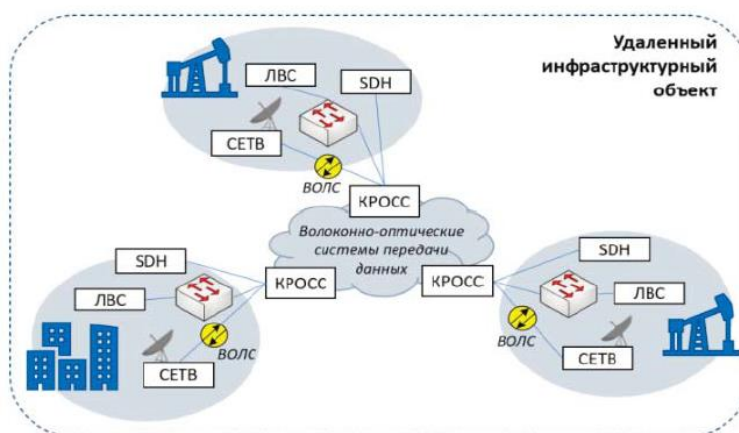 Удаленный
инфраструктурный
объект
ЛВС
SDH
СЕТВ
ВОЛС
КРОСС
Волоконно-оптические
системы передачи
данных
SDH
КРОСС
ЛВС
ВОЛС
СЕТВ
КРОСС
SDH
ЛВС
ВОЛС
СЕТВ